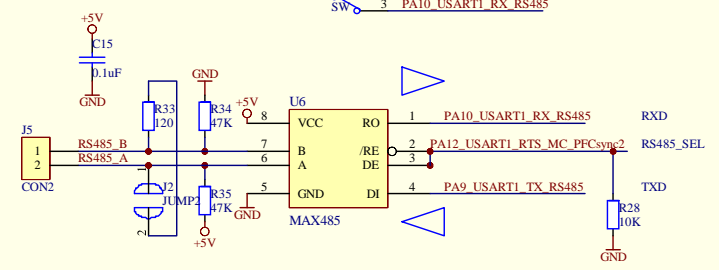 SW
3 PA10_USART1_RX_RS485
+5V
C15
0.1uF
GND
GND
R33
120
R34
47K
+5V
U6
8 VCC RO 1 PA10_USART1_RX_RS485 RXD
J5
1 RS485_B 7 B /RE 2 PA12_USART1_RTS_MC_PFCsync2 RS485_SEL
2 RS485_A 6 A DE 3
CON2
1
J2
JUMP2
2
R35
47K
+5V
5 GND DI 4 PA9_USART1_TX_RS485 TXD
GND
MAX485
R28
10K
GND